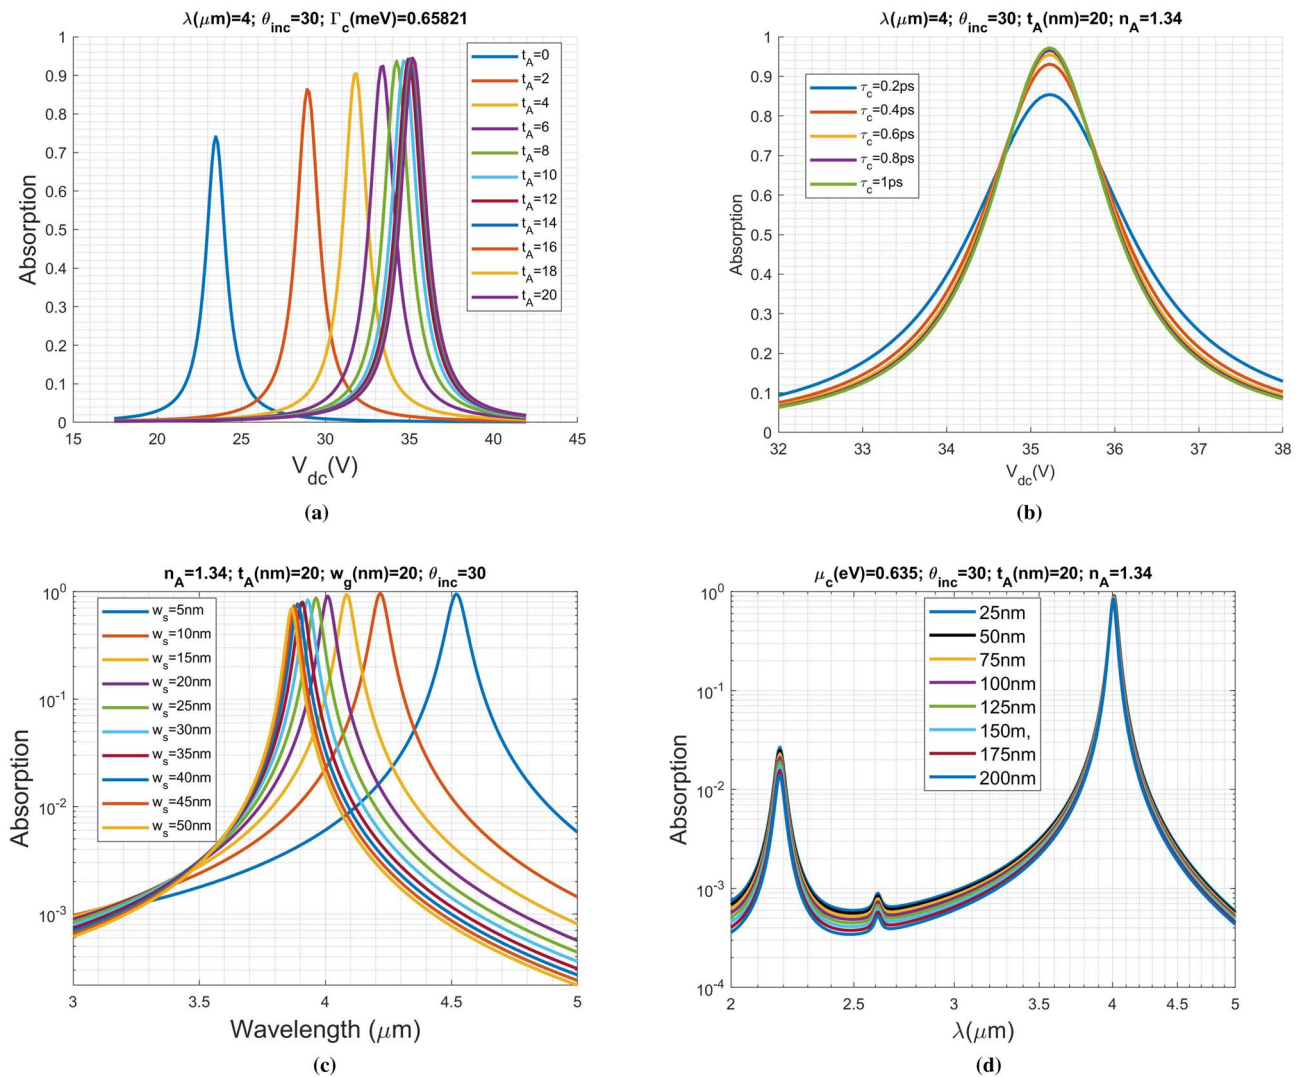 λ(μm)=4; θinc=30; Γc(meV)=0.65821
1
0.9
0.8
0.7
0.6
0.5
0.4
0.3
0.2
0.1
0
Absorption
15 20 25 30 35 40 45
Vdc(V)
tA=0
tA=2
tA=4
tA=6
tA=8
tA=10
tA=12
tA=14
tA=16
tA=18
tA=20
(a)
λ(μm)=4; θinc=30; tA(nm)=20; nA=1.34
1
0.9
0.8
0.7
0.6
0.5
0.4
0.3
0.2
0.1
0
Absorption
32 33 34 35 36 37 38
Vdc(V)
τc=0.2ps
τc=0.4ps
τc=0.6ps
τc=0.8ps
τc=1ps
(b)
nA=1.34; tA(nm)=20; wg(nm)=20; θinc=30
10^0
10^-1
10^-2
10^-3
Absorption
3 3.5 4 4.5 5
Wavelength (μm)
ws=5nm
ws=10nm
ws=15nm
ws=20nm
ws=25nm
ws=30nm
ws=35nm
ws=40nm
ws=45nm
ws=50nm
(c)
μc(eV)=0.635; θinc=30; tA(nm)=20; nA=1.34
10^0
10^-1
10^-2
10^-3
10^-4
Absorption
2 2.5 3 3.5 4 4.5 5
λ(μm)
25nm
50nm
75nm
100nm
125nm
150m,
175nm
200nm
(d)